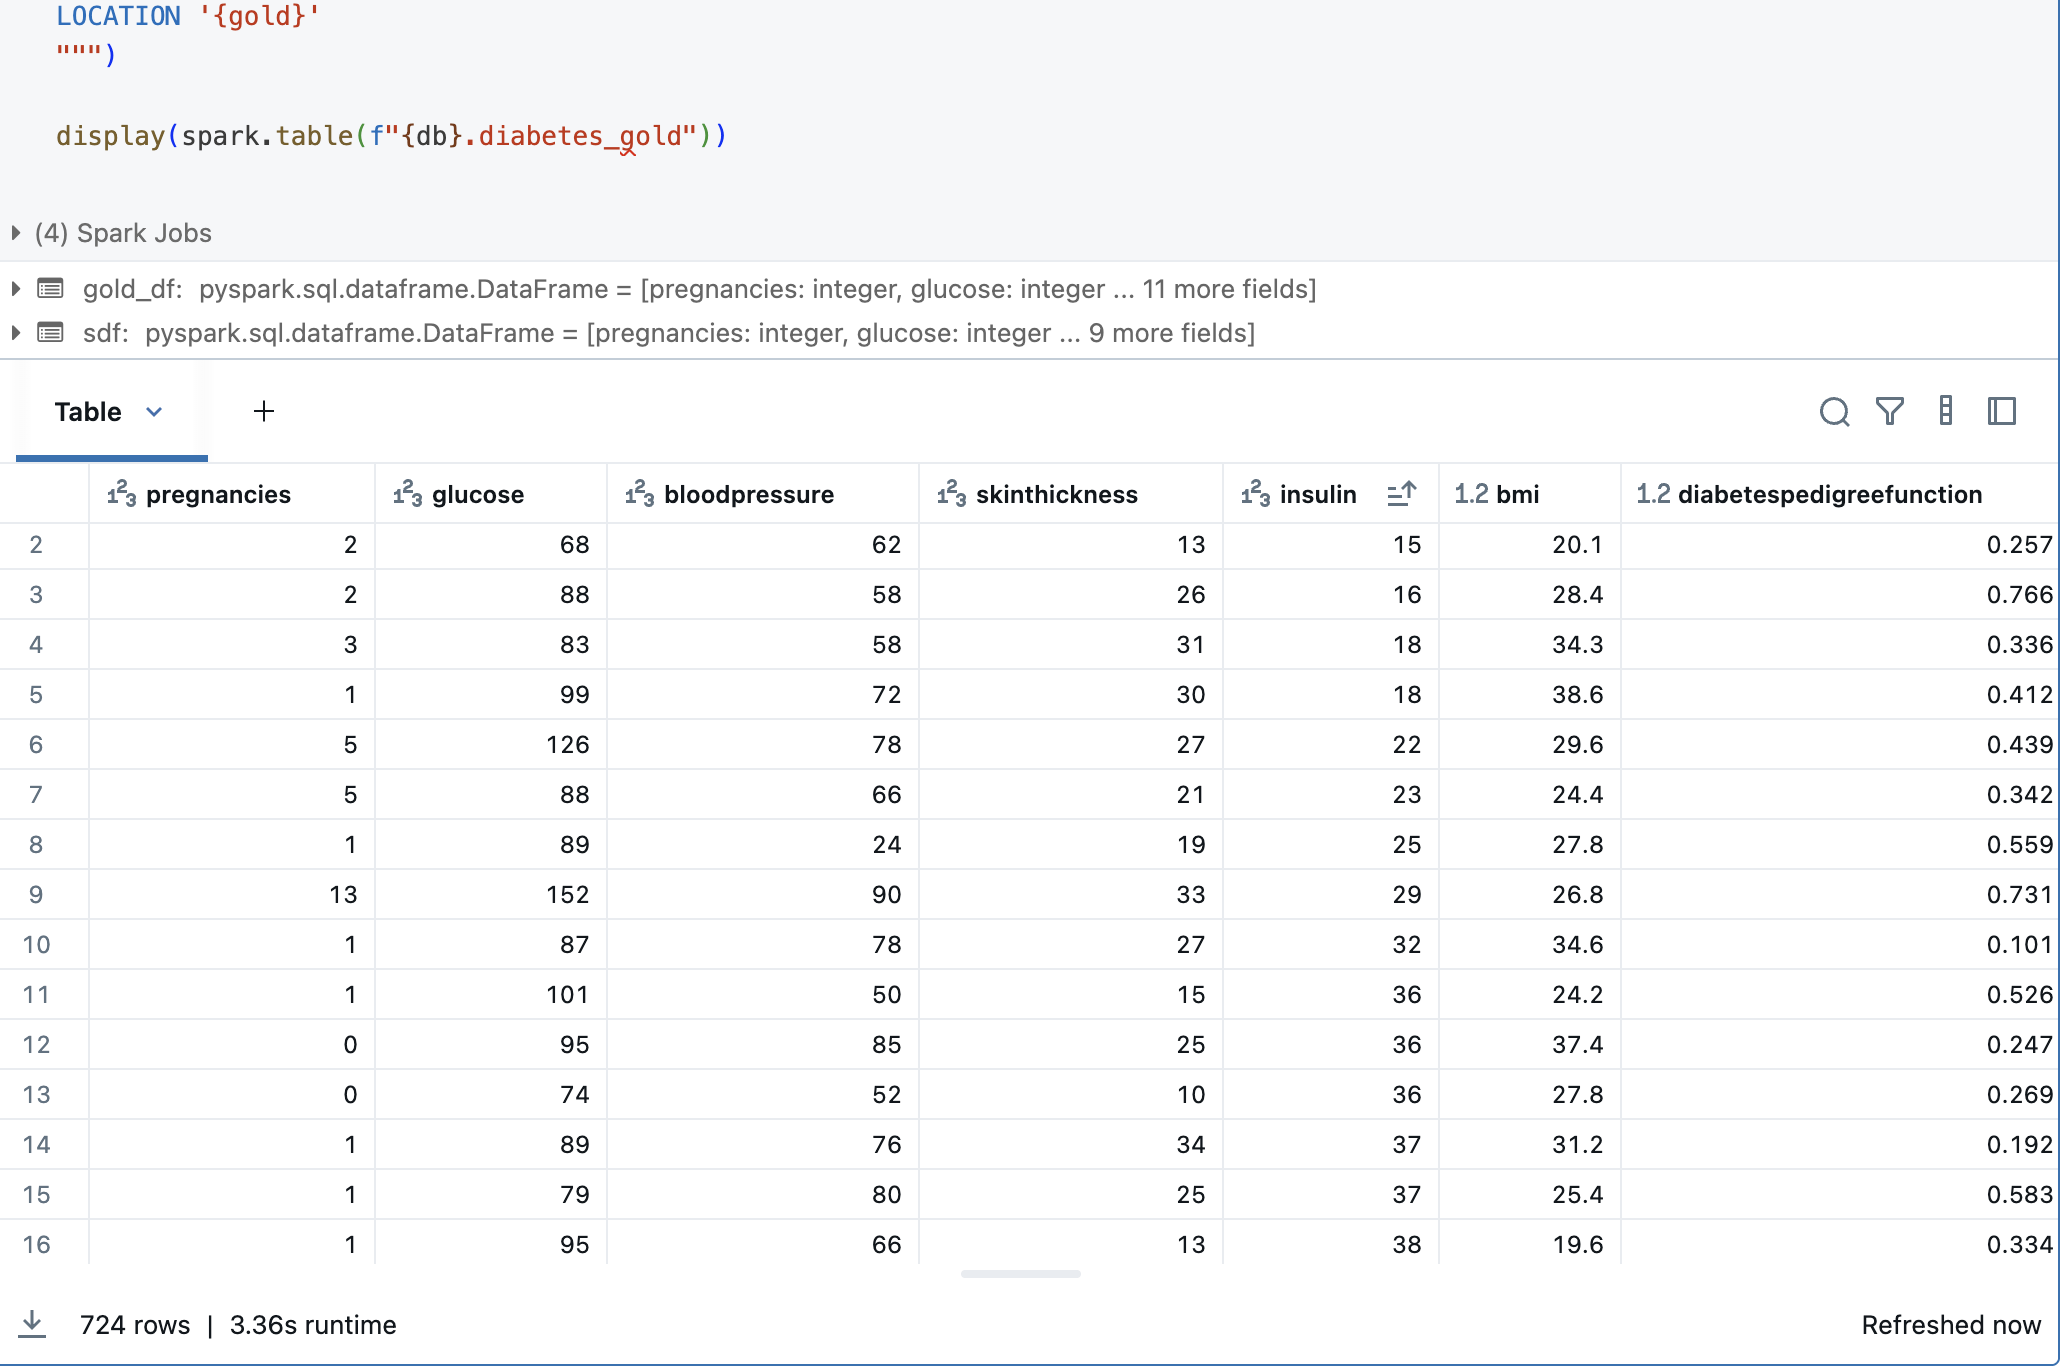 LOCATION '{gold}'
""")
display(spark.table(f"{db}.diabetes_gold"))
(4) Spark Jobs
gold_df: pyspark.sql.dataframe.DataFrame = [pregnancies: integer, glucose: integer ... 11 more fields]
sdf: pyspark.sql.dataframe.DataFrame = [pregnancies: integer, glucose: integer ... 9 more fields]
Table +
123 pregnancies 123 glucose 123 bloodpressure 123 skinthickness 123 insulin 1.2 bmi 1.2 diabetespedigreefunction
2 2 68 62 13 15 20.1 0.257
3 2 88 58 26 16 28.4 0.766
4 3 83 58 31 18 34.3 0.336
5 1 99 72 30 18 38.6 0.412
6 5 126 78 27 22 29.6 0.439
7 5 88 66 21 23 24.4 0.342
8 1 89 24 19 25 27.8 0.559
9 13 152 90 33 29 26.8 0.731
10 1 87 78 27 32 34.6 0.101
11 1 101 50 15 36 24.2 0.526
12 0 95 85 25 36 37.4 0.247
13 0 74 52 10 36 27.8 0.269
14 1 89 76 34 37 31.2 0.192
15 1 79 80 25 37 25.4 0.583
16 1 95 66 13 38 19.6 0.334
724 rows | 3.36s runtime Refreshed now